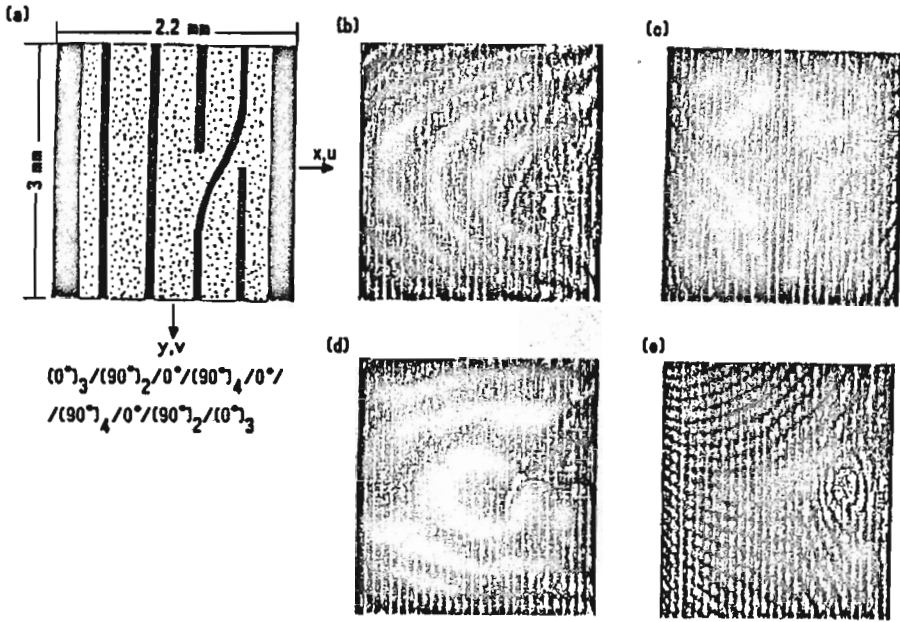 (a)
2.2 mm
3 mm
x,u
y,v
(0°)₃/(90°)₂/0°/(90°)₄/0°/
/(90°)₄/0°/(90°)₂/(0°)₃
(b)
(c)
(d)
(e)